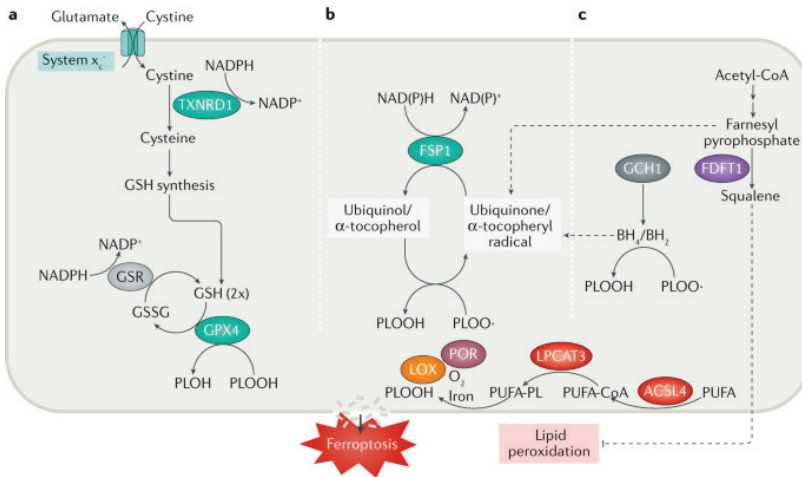 a
Glutamate
Cystine
System xc-
Cystine
NADPH
TXNRD1
NADP+
Cysteine
GSH synthesis
NADP+
NADPH
GSR
GSH (2x)
GSSG
GPX4
PLOH
PLOOH
b
NAD(P)H
NAD(P)+
FSP1
Ubiquinol/
α-tocopherol
Ubiquinone/
α-tocopheryl
radical
PLOOH
PLOO·
c
Acetyl-CoA
Farnesyl
pyrophosphate
GCH1
FDFT1
Squalene
BH4/BH2
PLOOH
PLOO·
LOX
POR
LPCAT3
ACSL4
PLOOH
O2
Iron
PUFA-PL
PUFA-CoA
PUFA
Ferroptosis
Lipid
peroxidation